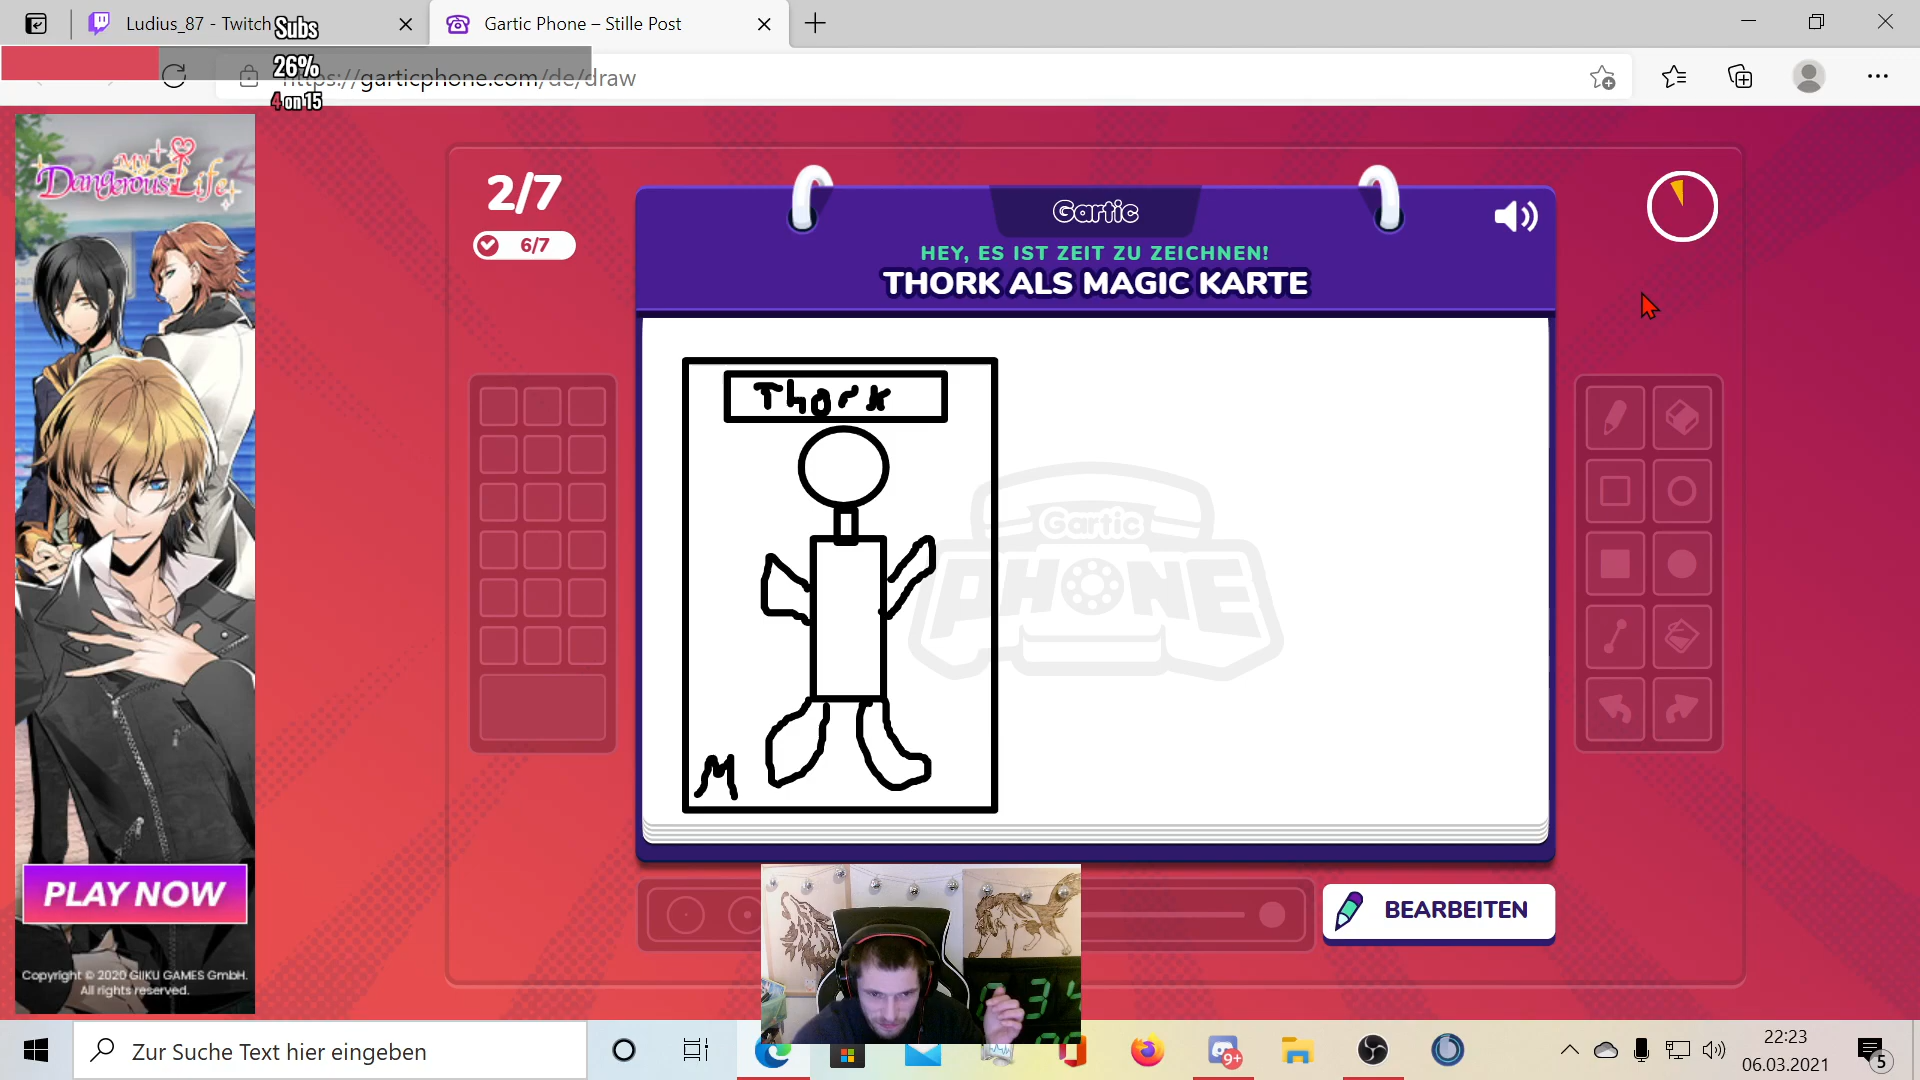 Ludius_87 - Twitch
Gartic Phone – Stille Post
Subs
26%
4 on 15
https://garticphone.com/de/draw
My Dangerous Life
PLAY NOW
Copyright © 2020 GIIKU GAMES GmbH.
All rights reserved.
2/7
6/7
Gartic
HEY, ES IST ZEIT ZU ZEICHNEN!
THORK ALS MAGIC KARTE
Thork
M
Gartic
PHONE
BEARBEITEN
Zur Suche Text hier eingeben
9+
22:23
06.03.2021
5